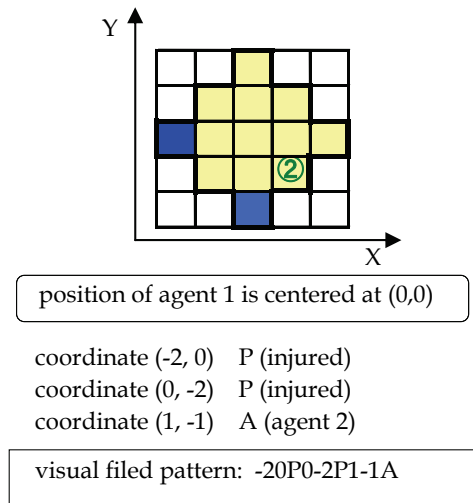 Y
②
X
position of agent 1 is centered at (0,0)
coordinate (-2, 0) P (injured)
coordinate (0, -2) P (injured)
coordinate (1, -1) A (agent 2)
visual filed pattern: -20P0-2P1-1A